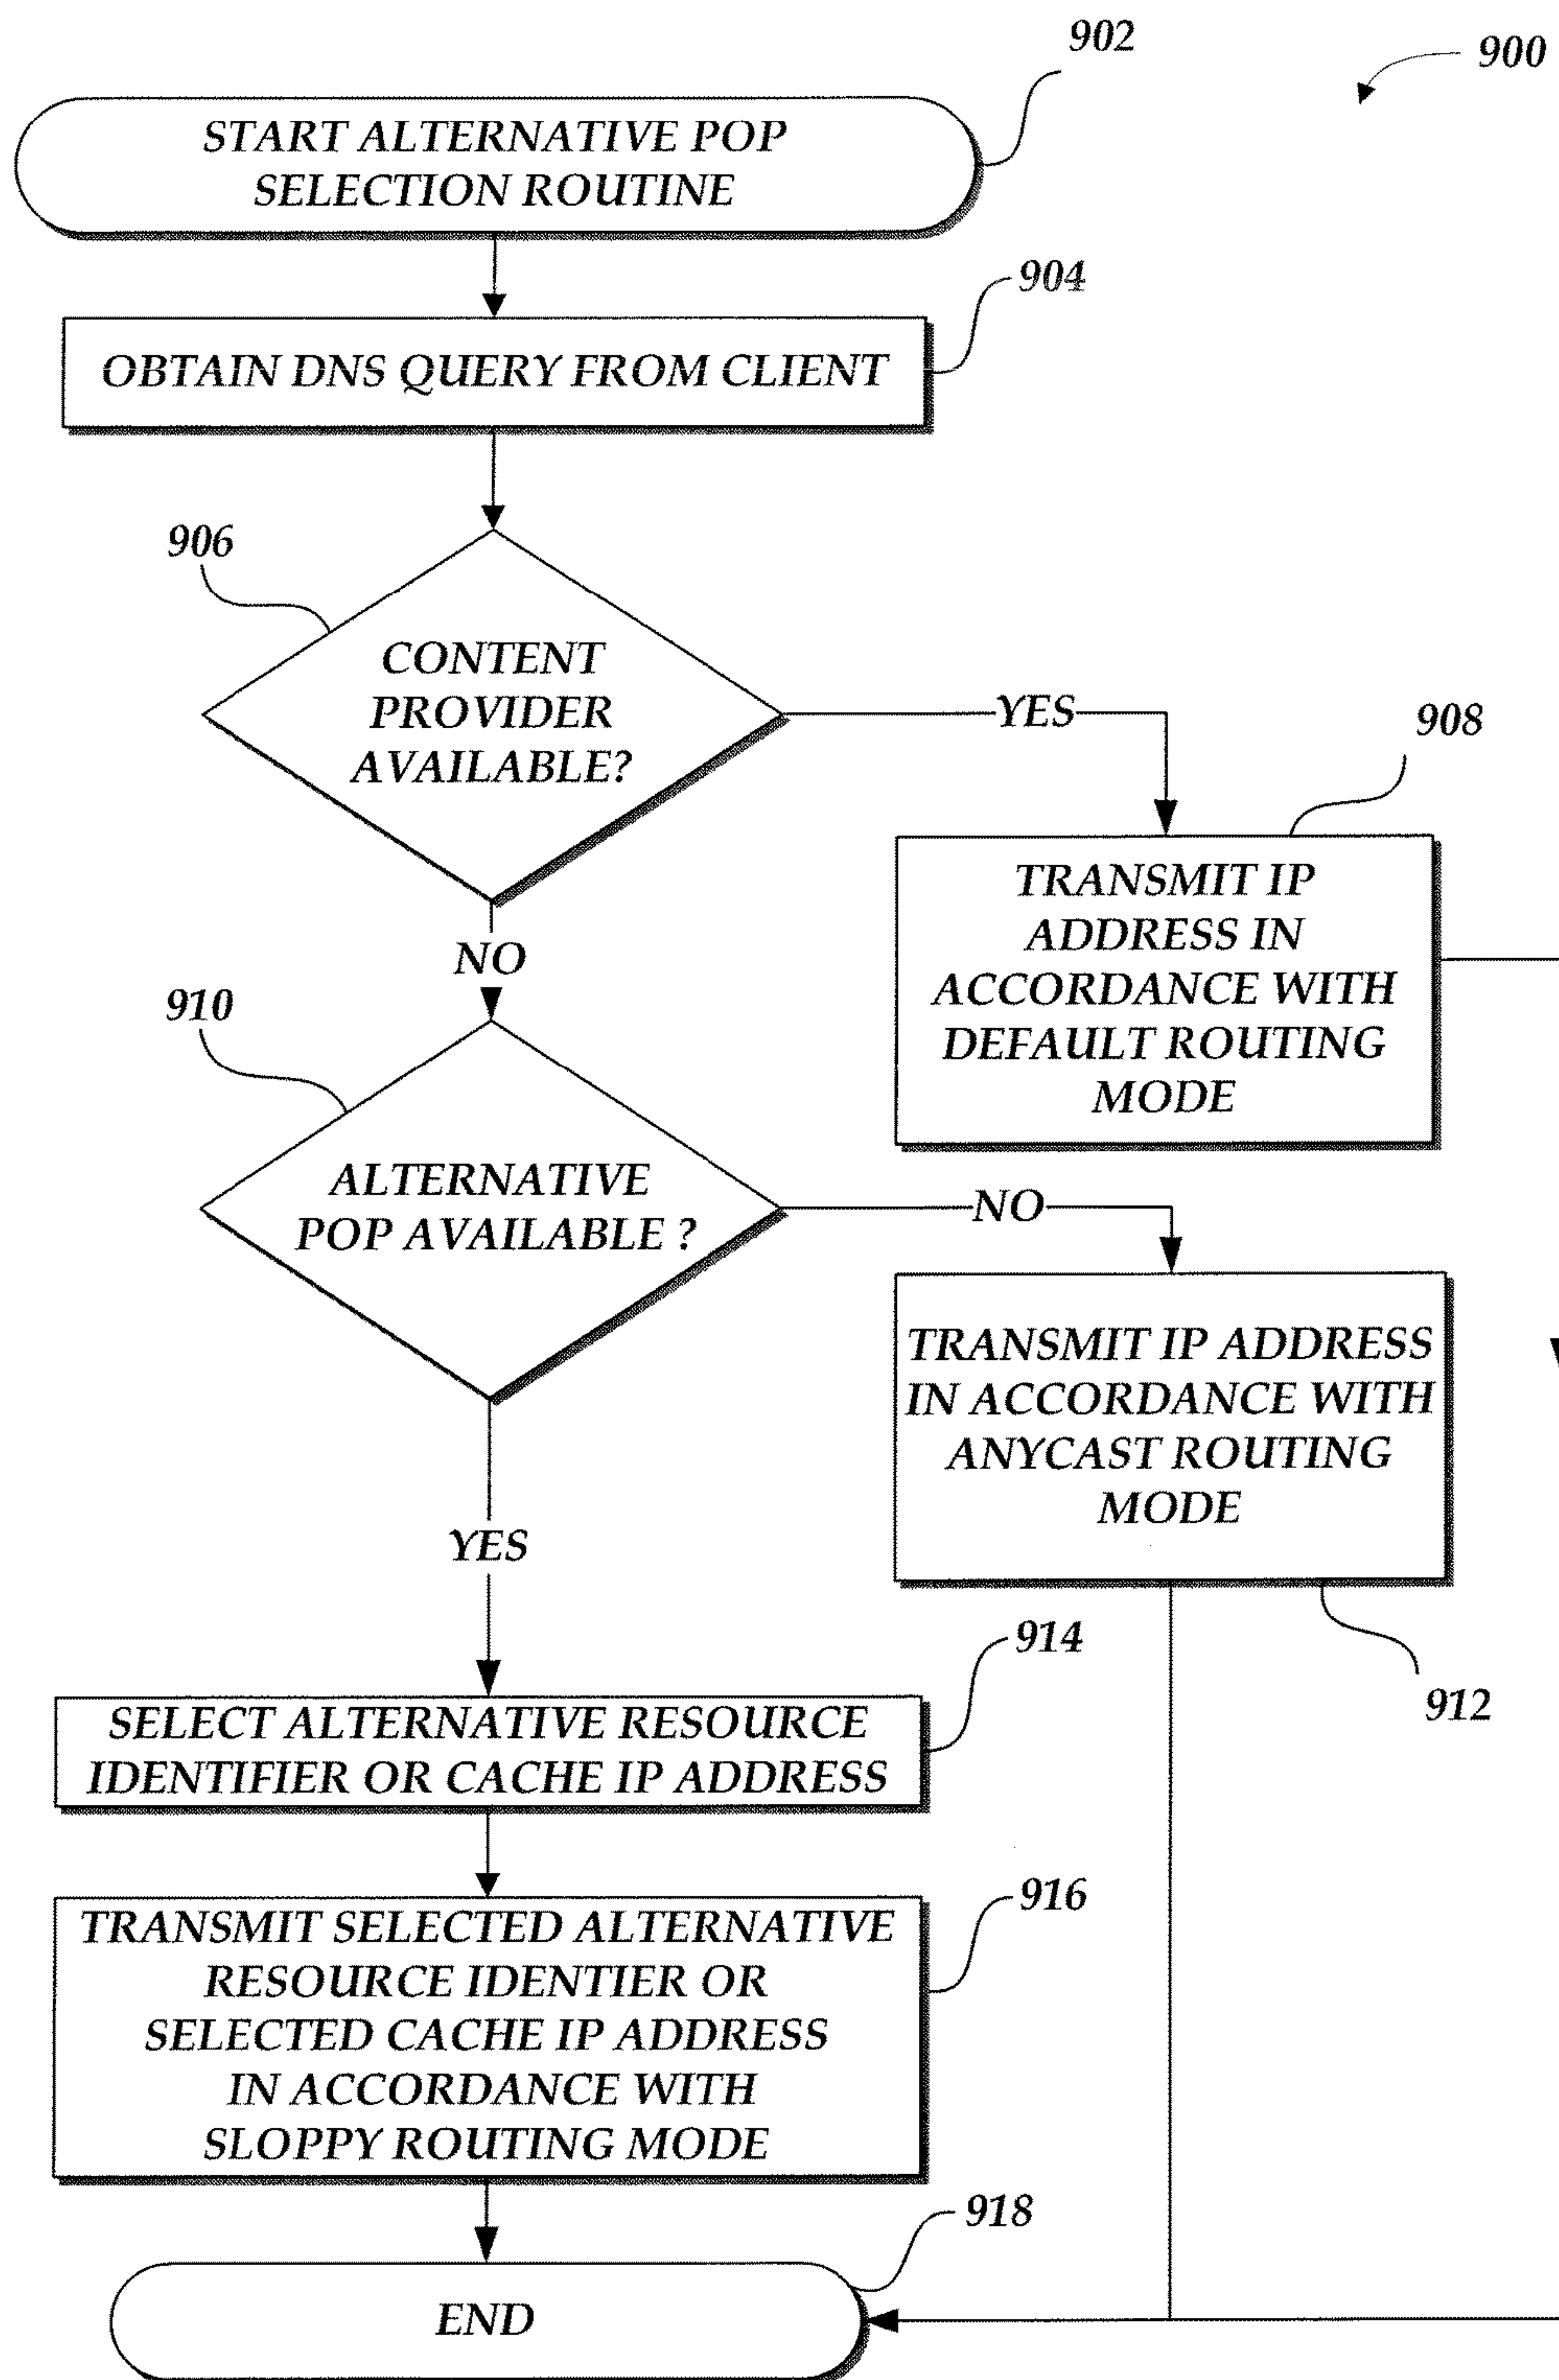 902
900
START ALTERNATIVE POP
SELECTION ROUTINE
904
OBTAIN DNS QUERY FROM CLIENT
906
CONTENT
PROVIDER
AVAILABLE?
YES
908
TRANSMIT IP
ADDRESS IN
ACCORDANCE WITH
DEFAULT ROUTING
MODE
NO
910
ALTERNATIVE
POP AVAILABLE ?
NO
TRANSMIT IP ADDRESS
IN ACCORDANCE WITH
ANYCAST ROUTING
MODE
912
YES
914
SELECT ALTERNATIVE RESOURCE
IDENTIFIER OR CACHE IP ADDRESS
916
TRANSMIT SELECTED ALTERNATIVE
RESOURCE IDENTIER OR
SELECTED CACHE IP ADDRESS
IN ACCORDANCE WITH
SLOPPY ROUTING MODE
918
END